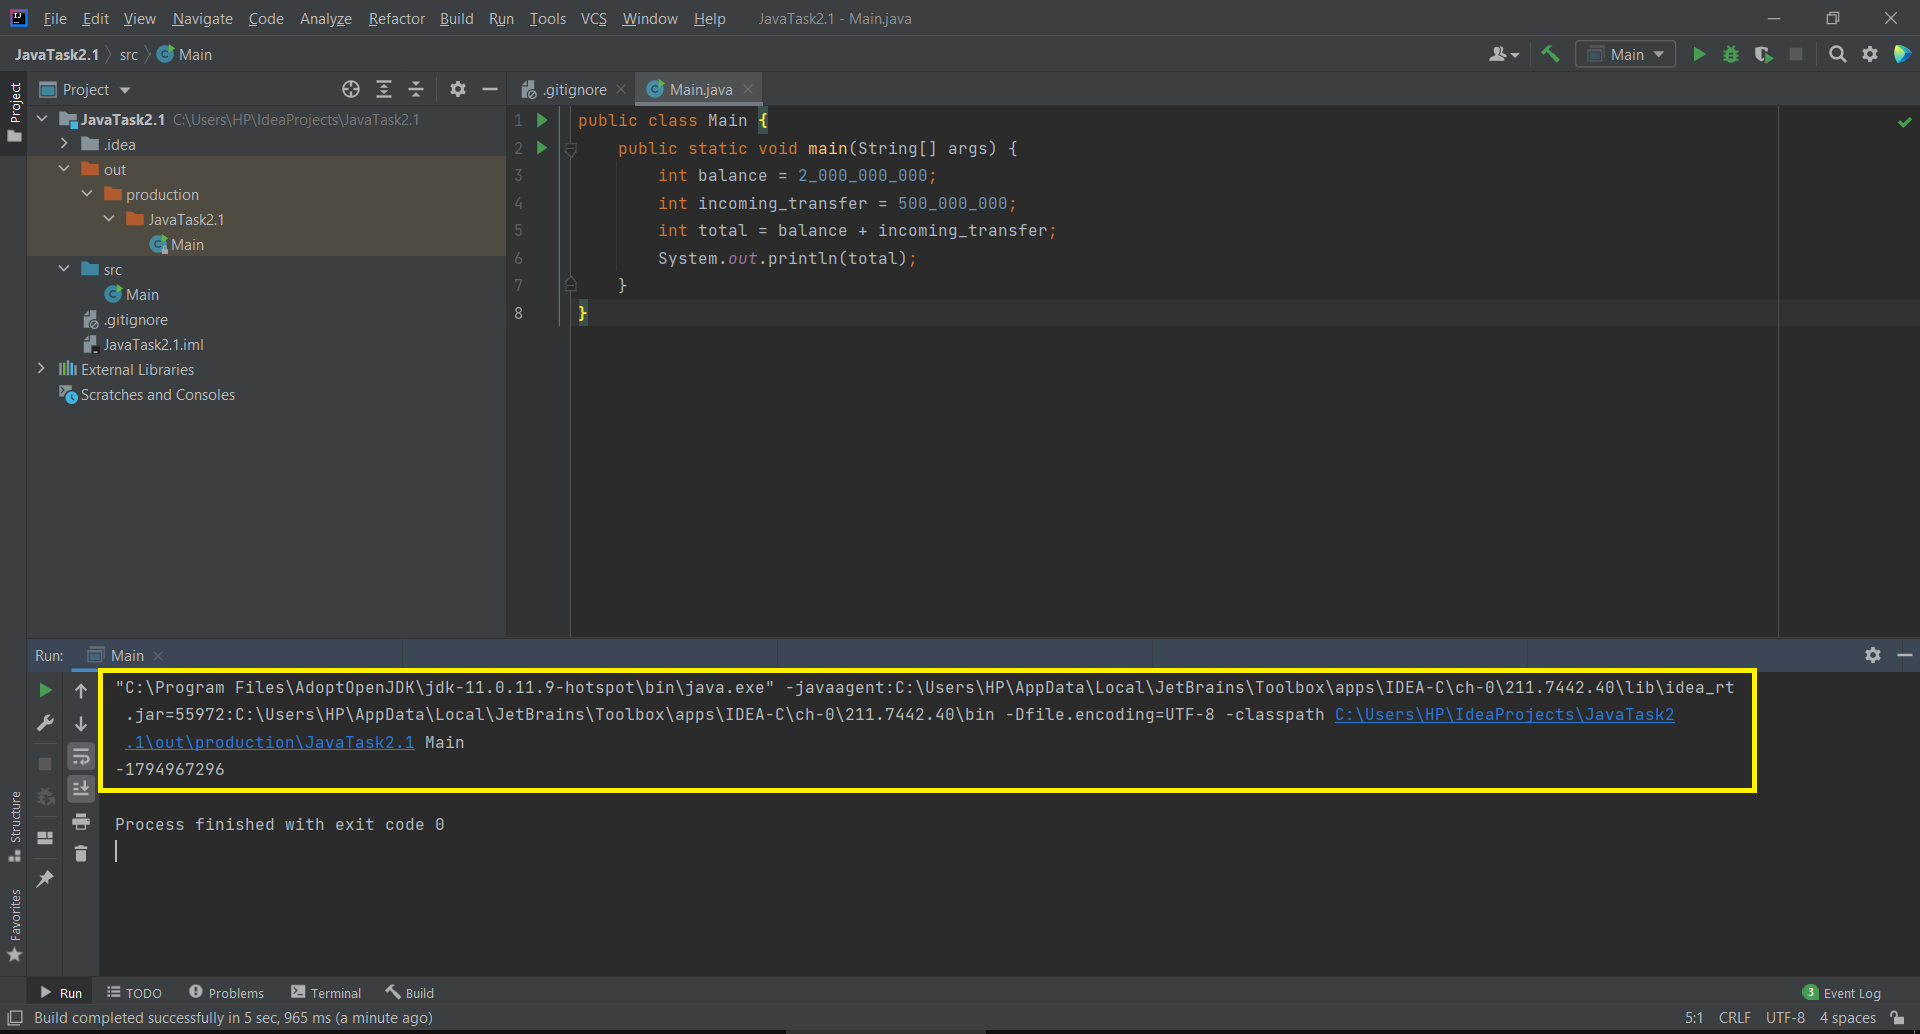 File Edit View Navigate Code Analyze Refactor Build Run Tools VCS Window Help JavaTask2.1 - Main.java
JavaTask2.1 src Main
Main
Project
Project
.gitignore
Main.java
JavaTask2.1 C:\Users\HP\IdeaProjects\JavaTask2.1
.idea
out
production
JavaTask2.1
Main
src
Main
.gitignore
JavaTask2.1.iml
External Libraries
Scratches and Consoles
1 public class Main {
2 public static void main(String[] args) {
3 int balance = 2_000_000_000;
4 int incoming_transfer = 500_000_000;
5 int total = balance + incoming_transfer;
6 System.out.println(total);
7 }
8 }
Run: Main
"C:\Program Files\AdoptOpenJDK\jdk-11.0.11.9-hotspot\bin\java.exe" -javaagent:C:\Users\HP\AppData\Local\JetBrains\Toolbox\apps\IDEA-C\ch-0\211.7442.40\lib\idea_rt
.jar=55972:C:\Users\HP\AppData\Local\JetBrains\Toolbox\apps\IDEA-C\ch-0\211.7442.40\bin -Dfile.encoding=UTF-8 -classpath C:\Users\HP\IdeaProjects\JavaTask2
.1\out\production\JavaTask2.1 Main
-1794967296
Process finished with exit code 0
Structure
Favorites
Run TODO Problems Terminal Build 3 Event Log
Build completed successfully in 5 sec, 965 ms (a minute ago) 5:1 CRLF UTF-8 4 spaces